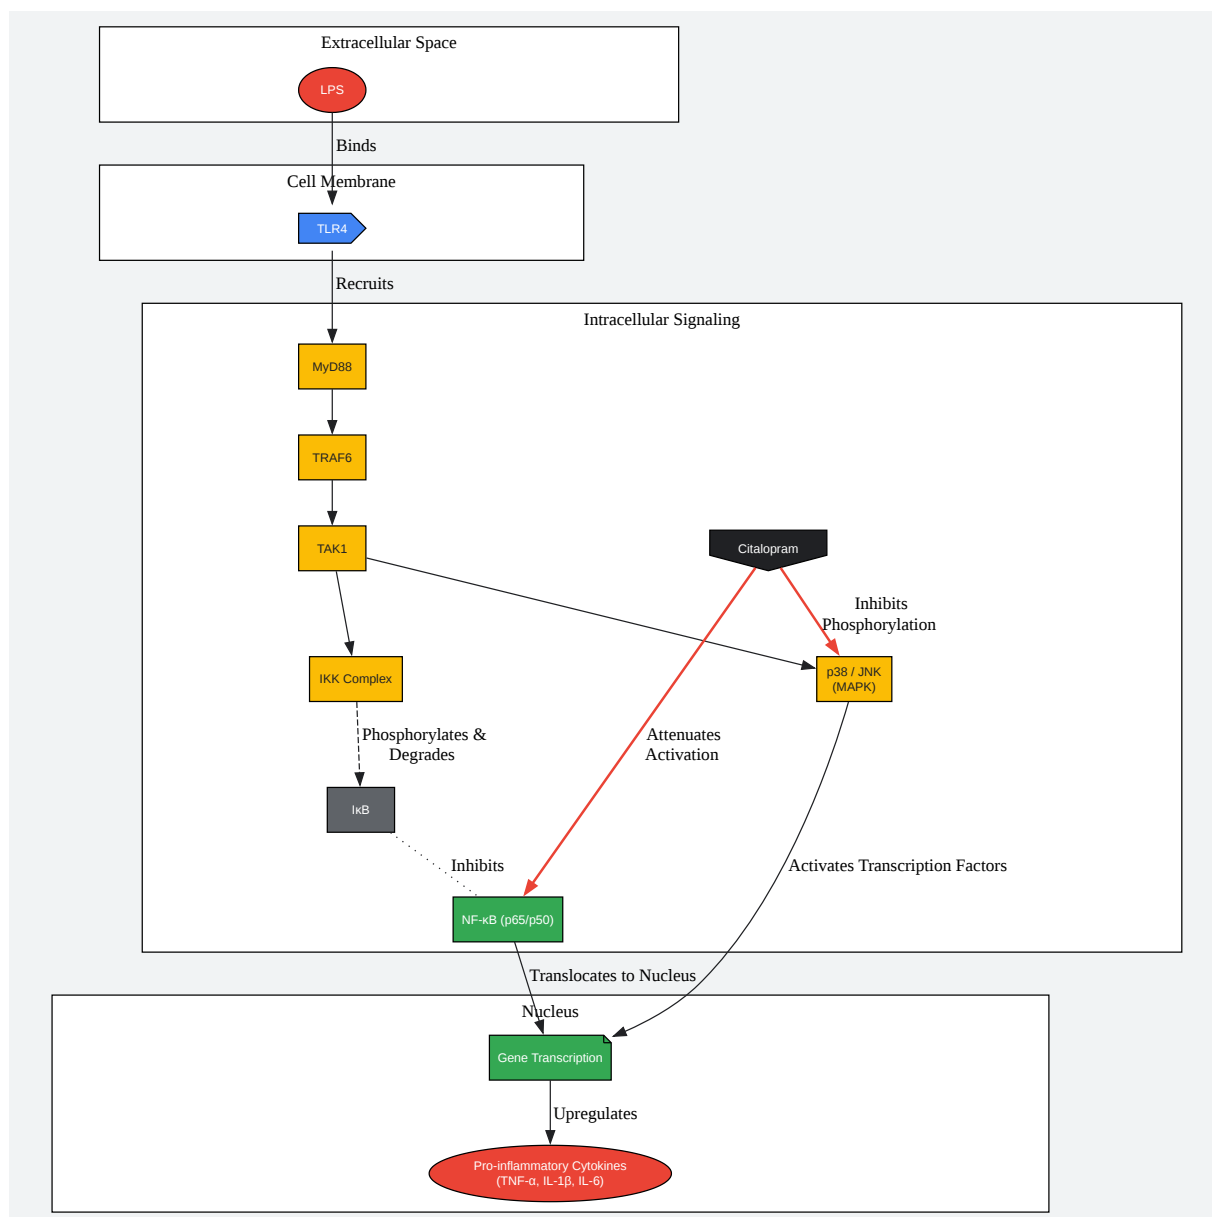 Extracellular Space
LPS
Binds
Cell Membrane
TLR4
Recruits
Intracellular Signaling
MyD88
TRAF6
TAK1
Citalopram
Inhibits
Phosphorylation
IKK Complex
p38 / JNK
(MAPK)
Phosphorylates &
Degrades
Attenuates
Activation
IκB
Inhibits
Activates Transcription Factors
NF-κB (p65/p50)
Translocates to Nucleus
Nucleus
Gene Transcription
Upregulates
Pro-inflammatory Cytokines
(TNF-α, IL-1β, IL-6)